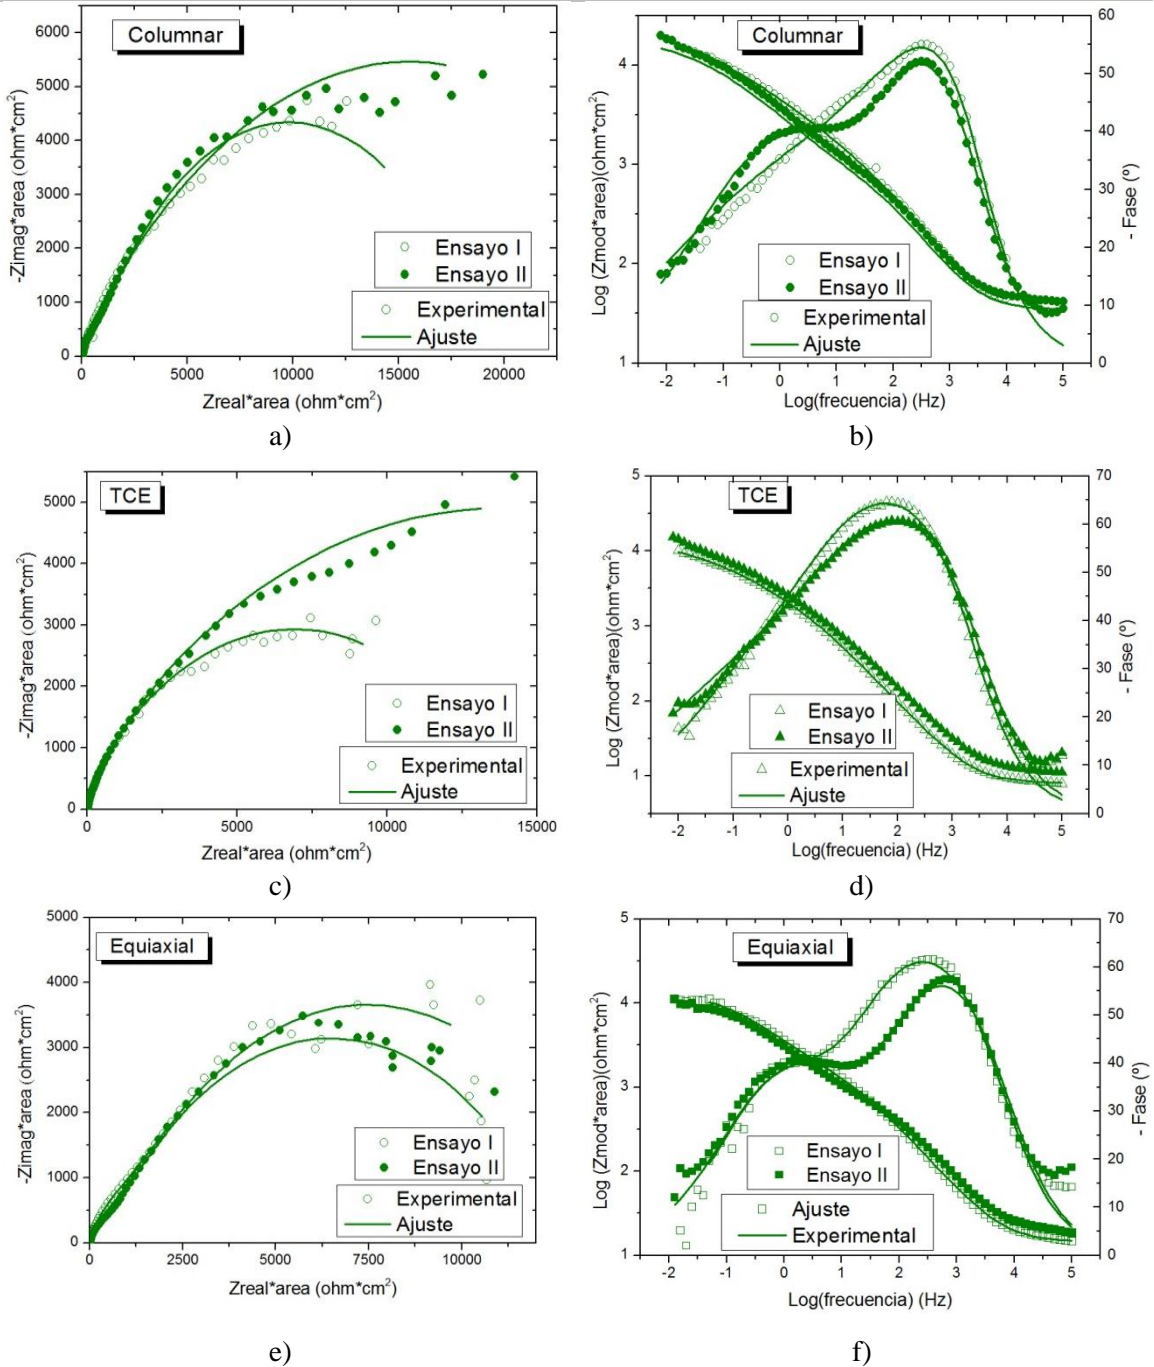 Columnar
6000
5000
4000
3000
2000
1000
0
-Zimag*area (ohm*cm²)
Ensayo I
Ensayo II
Experimental
Ajuste
0 5000 10000 15000 20000
Zreal*area (ohm*cm²)
a)
Columnar
4
3
2
1
Log (Zmod*area)(ohm*cm²)
60
50
40
30
20
10
0
- Fase (º)
Ensayo I
Ensayo II
Experimental
Ajuste
-2 -1 0 1 2 3 4 5
Log(frecuencia) (Hz)
b)
TCE
5000
4000
3000
2000
1000
0
-Zimag*area (ohm*cm²)
Ensayo I
Ensayo II
Experimental
Ajuste
0 5000 10000 15000
Zreal*area (ohm*cm²)
c)
TCE
5
4
3
2
1
Log (Zmod*area)(ohm*cm²)
70
60
50
40
30
20
10
0
- Fase (º)
Ensayo I
Ensayo II
Experimental
Ajuste
-2 -1 0 1 2 3 4 5
Log(frecuencia) (Hz)
d)
Equiaxial
5000
4000
3000
2000
1000
0
-Zimag*area (ohm*cm²)
Ensayo I
Ensayo II
Experimental
Ajuste
0 2500 5000 7500 10000
Zreal*area (ohm*cm²)
e)
Equiaxial
5
4
3
2
1
Log (Zmod*area)(ohm*cm²)
70
60
50
40
30
20
10
0
- Fase (º)
Ensayo I
Ensayo II
Ajuste
Experimental
-2 -1 0 1 2 3 4 5
Log(frecuencia) (Hz)
f)